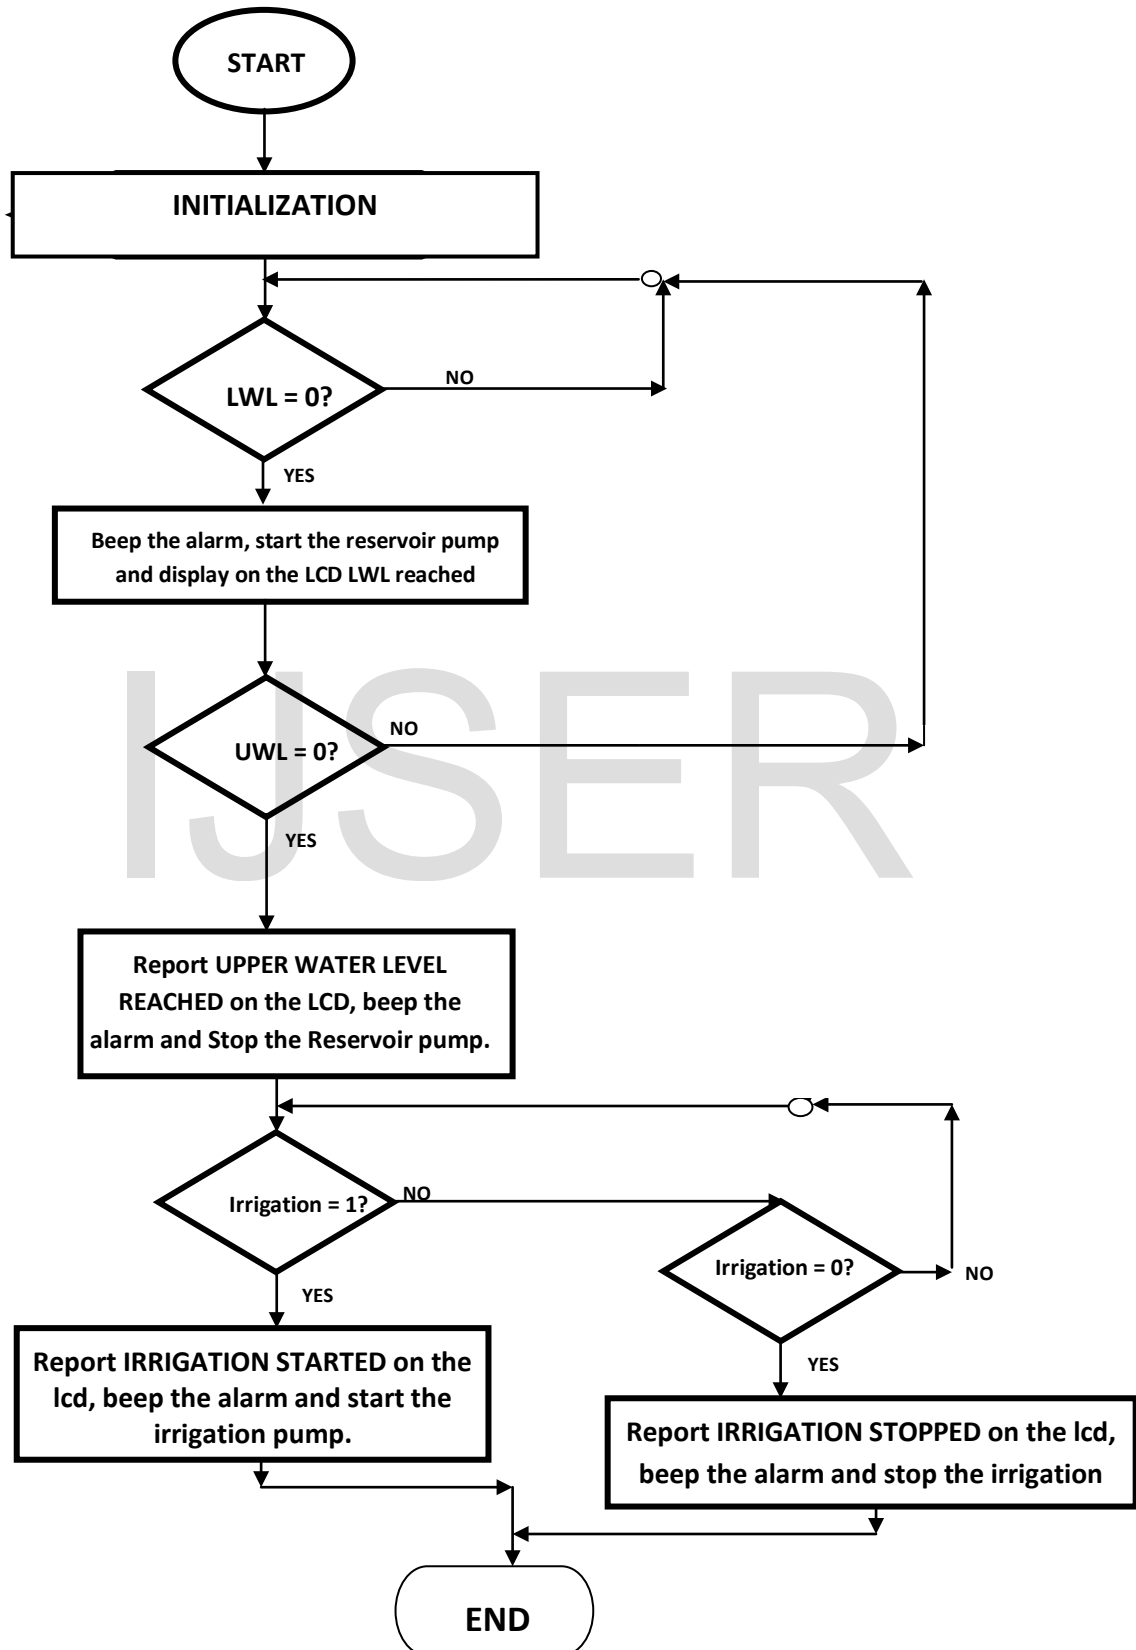 START
INITIALIZATION
LWL = 0?
NO
YES
Beep the alarm, start the reservoir pump
and display on the LCD LWL reached
IJSER
UWL = 0?
NO
YES
Report UPPER WATER LEVEL
REACHED on the LCD, beep the
alarm and Stop the Reservoir pump.
Irrigation = 1?
NO
Irrigation = 0?
NO
YES
Report IRRIGATION STARTED on the
lcd, beep the alarm and start the
irrigation pump.
YES
Report IRRIGATION STOPPED on the lcd,
beep the alarm and stop the irrigation
END